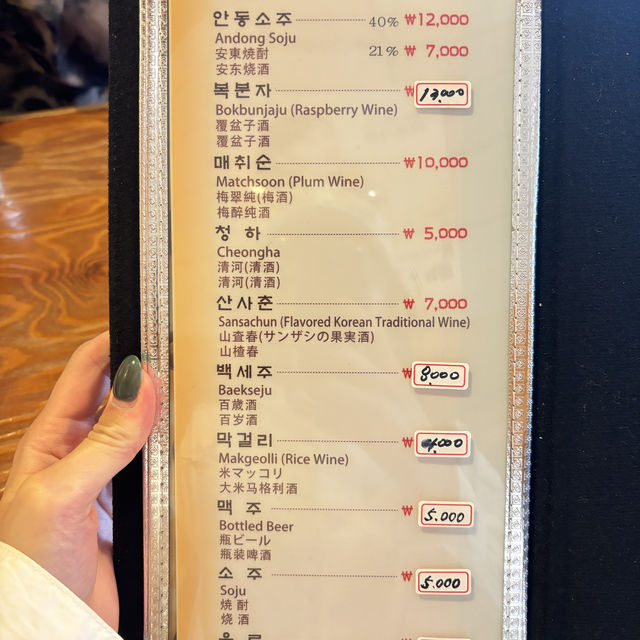 안동소주 40% ₩12,000
Andong Soju
安東焼酎 21% ₩ 7,000
安东烧酒
복분자 ₩
Bokbunjaju (Raspberry Wine)
覆盆子酒
覆盆子酒
매취순 ₩10,000
Matchsoon (Plum Wine)
梅翠純(梅酒)
梅醉纯酒
청 하 ₩ 5,000
Cheongha
清河(清酒)
清河(清酒)
산사춘 ₩ 7,000
Sansachun (Flavored Korean Traditional Wine)
山査春(サンザシの果実酒)
山楂春
백세주 ₩ 8,000
Baekseju
百歳酒
百岁酒
막걸리 ₩ 4,000
Makgeolli (Rice Wine)
米マッコリ
大米马格利酒
맥 주 ₩ 5.000
Bottled Beer
瓶ビール
瓶装啤酒
소 주 ₩ 5.000
Soju
焼 酎
烧 酒